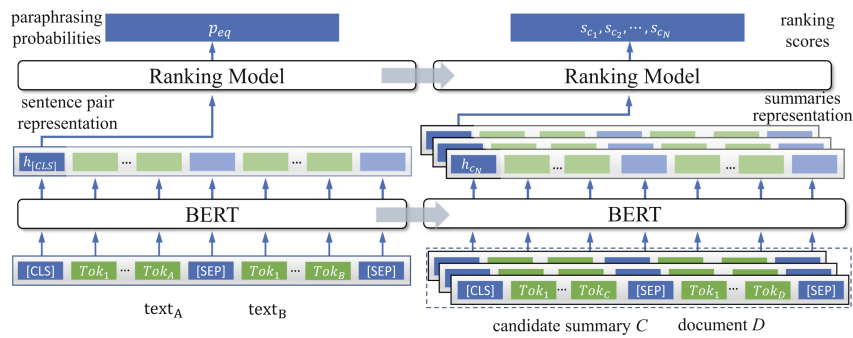 paraphrasing
probabilities
p_eq
s_c1, s_c2, ..., s_cN
ranking
scores
Ranking Model
Ranking Model
sentence pair
representation
summaries
representation
h_[CLS]
...
...
h_cN
...
...
BERT
BERT
[CLS] Tok_1 ... Tok_A [SEP] Tok_1 ... Tok_B [SEP]
[CLS] Tok_1 ... Tok_C [SEP] Tok_1 ... Tok_D [SEP]
text_A text_B
candidate summary C document D